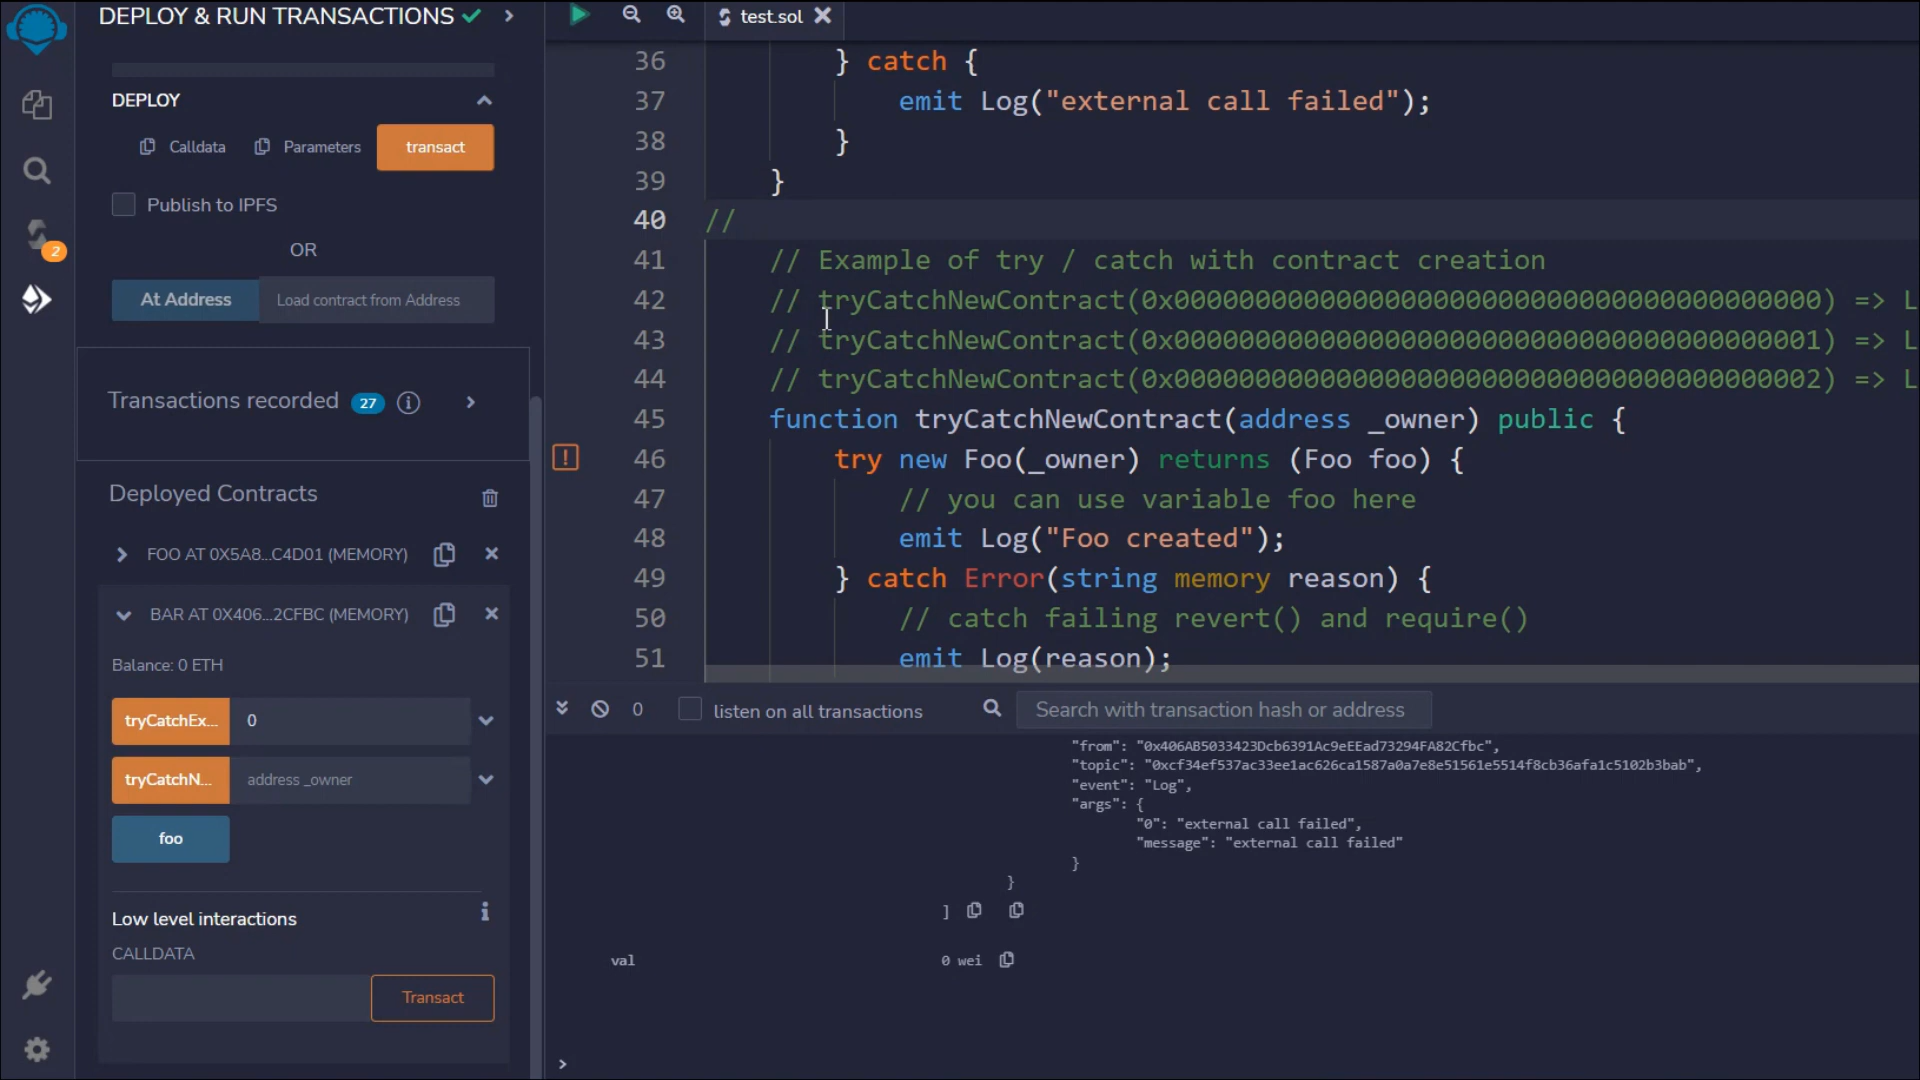 DEPLOY & RUN TRANSACTIONS
DEPLOY
Calldata
Parameters
transact
Publish to IPFS
OR
At Address
Load contract from Address
2
Transactions recorded 27
Deployed Contracts
FOO AT 0X5A8...C4D01 (MEMORY)
BAR AT 0X406...2CFBC (MEMORY)
Balance: 0 ETH
tryCatchEx... 0
tryCatchN... address _owner
foo
Low level interactions
CALLDATA
Transact
test.sol
36 } catch {
37 emit Log("external call failed");
38 }
39 }
40 //
41 // Example of try / catch with contract creation
42 // tryCatchNewContract(0x0000000000000000000000000000000000000000) => L
43 // tryCatchNewContract(0x0000000000000000000000000000000000000001) => L
44 // tryCatchNewContract(0x0000000000000000000000000000000000000002) => L
45 function tryCatchNewContract(address _owner) public {
46 try new Foo(_owner) returns (Foo foo) {
47 // you can use variable foo here
48 emit Log("Foo created");
49 } catch Error(string memory reason) {
50 // catch failing revert() and require()
51 emit Log(reason);
0 listen on all transactions Search with transaction hash or address
"from": "0x406AB5033423Dcb6391Ac9eEEad73294FA82Cfbc",
"topic": "0xcf34ef537ac33ee1ac626ca1587a0a7e8e51561e5514f8cb36afa1c5102b3bab",
"event": "Log",
"args": {
"0": "external call failed",
"message": "external call failed"
}
}
]
val 0 wei
>